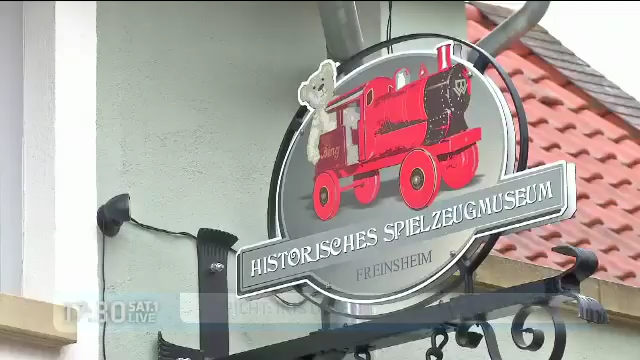 Bing
HISTORISCHES SPIELZEUGMUSEUM
FREINSHEIM
17:30 SAT.1
LIVE